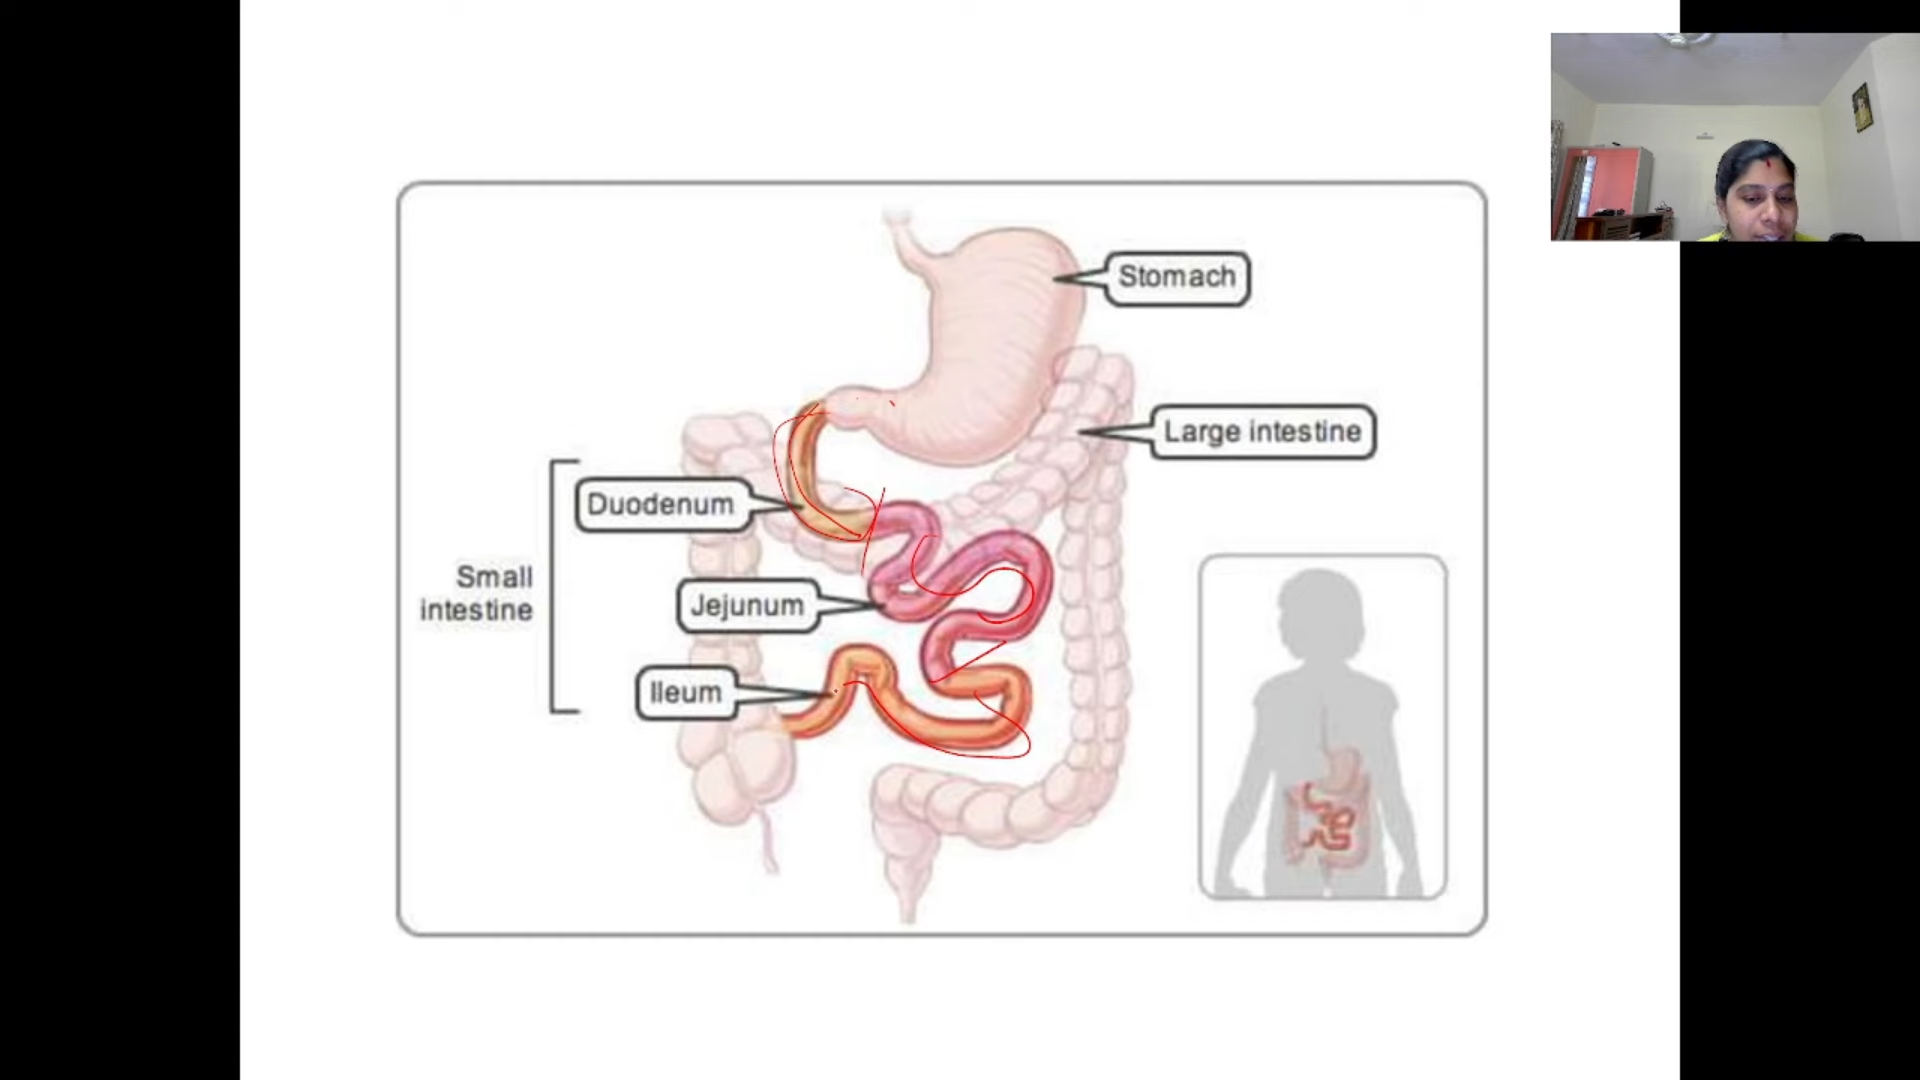 Stomach
Large intestine
Duodenum
Small
intestine
Jejunum
Ileum